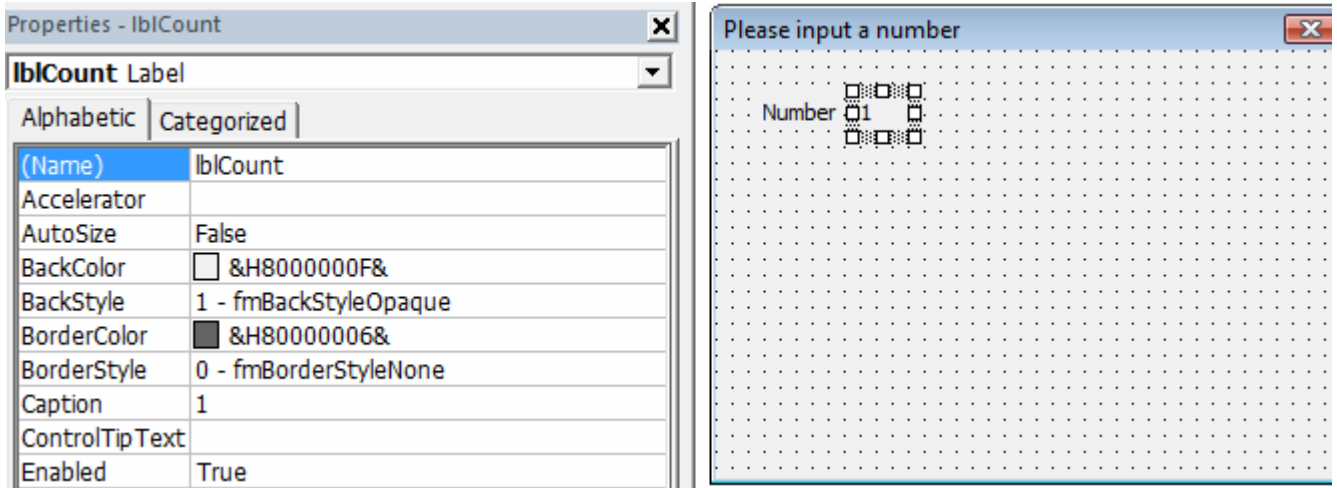 Properties - lblCount
lblCount Label
Alphabetic Categorized
(Name) lblCount
Accelerator
AutoSize False
BackColor &H8000000F&
BackStyle 1 - fmBackStyleOpaque
BorderColor &H80000006&
BorderStyle 0 - fmBorderStyleNone
Caption 1
ControlTipText
Enabled True
Please input a number
Number 1